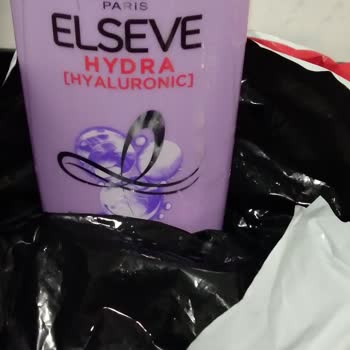 PARIS
ELSEVE
HYDRA
[HYALURONIC]